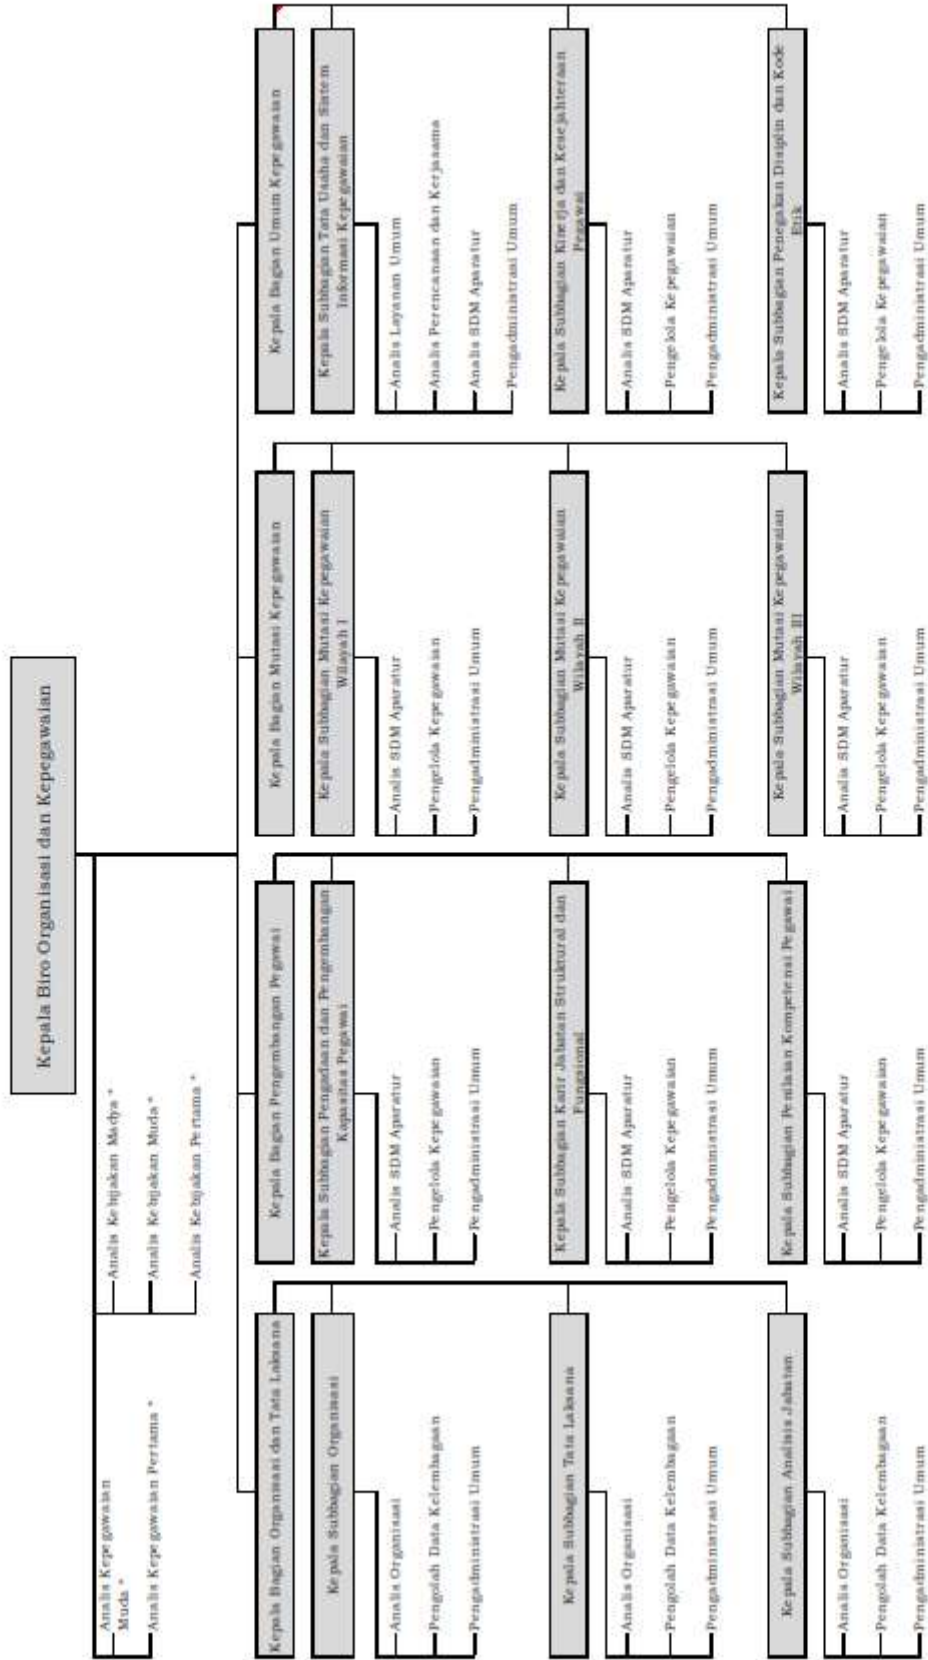 Kepala Biro Organisasi dan Kepegawaian
Analis Kepegawaian
Muda *
Analis Kepegawaian Pertama *
Analis Kebijakan Madya *
Analis Kebijakan Muda *
Analis Kebijakan Pertama *
Kepala Bagian Organisasi dan Tata Laksana
Kepala Subbagian Organisasi
Analis Organisasi
Pengolah Data Kelembagaan
Pengadministrasi Umum
Kepala Subbagian Tata Laksana
Analis Organisasi
Pengolah Data Kelembagaan
Pengadministrasi Umum
Kepala Subbagian Analisis Jabatan
Analis Organisasi
Pengolah Data Kelembagaan
Pengadministrasi Umum
Kepala Bagian Pengembangan Pegawai
Kepala Subbagian Pengadaan dan Pengembangan
Kapasitas Pegawai
Analis SDM Aparatur
Pengelola Kepegawaian
Pengadministrasi Umum
Kepala Subbagian Karir Jabatan Struktural dan
Fungsional
Analis SDM Aparatur
Pengelola Kepegawaian
Pengadministrasi Umum
Kepala Subbagian Penilaian Kompetensi Pegawai
Analis SDM Aparatur
Pengelola Kepegawaian
Pengadministrasi Umum
Kepala Bagian Mutasi Kepegawaian
Kepala Subbagian Mutasi Kepegawaian
Wilayah I
Analis SDM Aparatur
Pengelola Kepegawaian
Pengadministrasi Umum
Kepala Subbagian Mutasi Kepegawaian
Wilayah II
Analis SDM Aparatur
Pengelola Kepegawaian
Pengadministrasi Umum
Kepala Subbagian Mutasi Kepegawaian
Wilayah III
Analis SDM Aparatur
Pengelola Kepegawaian
Pengadministrasi Umum
Kepala Bagian Umum Kepegawaian
Kepala Subbagian Tata Usaha dan Sistem
Informasi Kepegawaian
Analis Layanan Umum
Analis Perencanaan dan Kerjasama
Analis SDM Aparatur
Pengadministrasi Umum
Kepala Subbagian Kinerja dan Kesejahteraan
Pegawai
Analis SDM Aparatur
Pengelola Kepegawaian
Pengadministrasi Umum
Kepala Subbagian Penegakan Disiplin dan Kode
Etik
Analis SDM Aparatur
Pengelola Kepegawaian
Pengadministrasi Umum